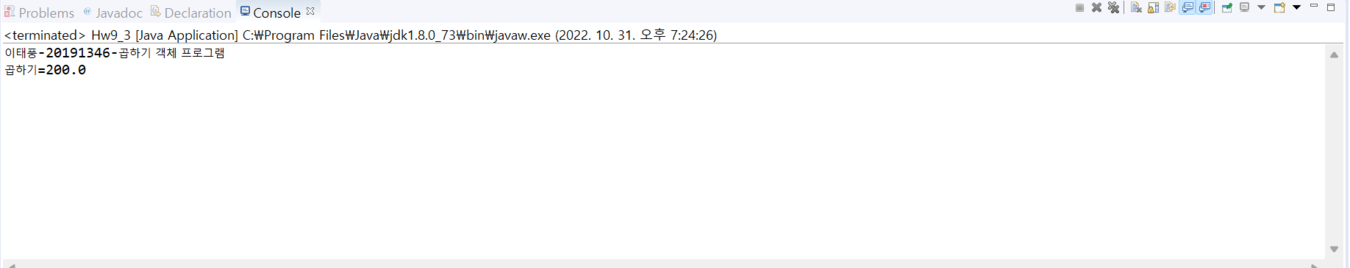 Problems Javadoc Declaration Console
<terminated> Hw9_3 [Java Application] C:₩Program Files₩Java₩jdk1.8.0_73₩bin₩javaw.exe (2022. 10. 31. 오후 7:24:26)
이태풍-20191346-곱하기 객체 프로그램
곱하기=200.0